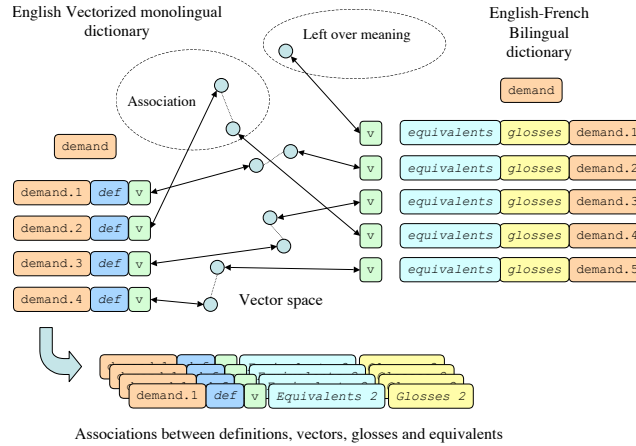 English Vectorized monolingual
dictionary
Left over meaning
English-French
Bilingual
dictionary
Association
demand
demand
v equivalents glosses demand.1
v equivalents glosses demand.2
v equivalents glosses demand.3
v equivalents glosses demand.4
v equivalents glosses demand.5
demand.1 def v
demand.2 def v
demand.3 def v
demand.4 def v
Vector space
demand.1 def v Equivalents 2 Glosses 2
Associations between definitions, vectors, glosses and equivalents